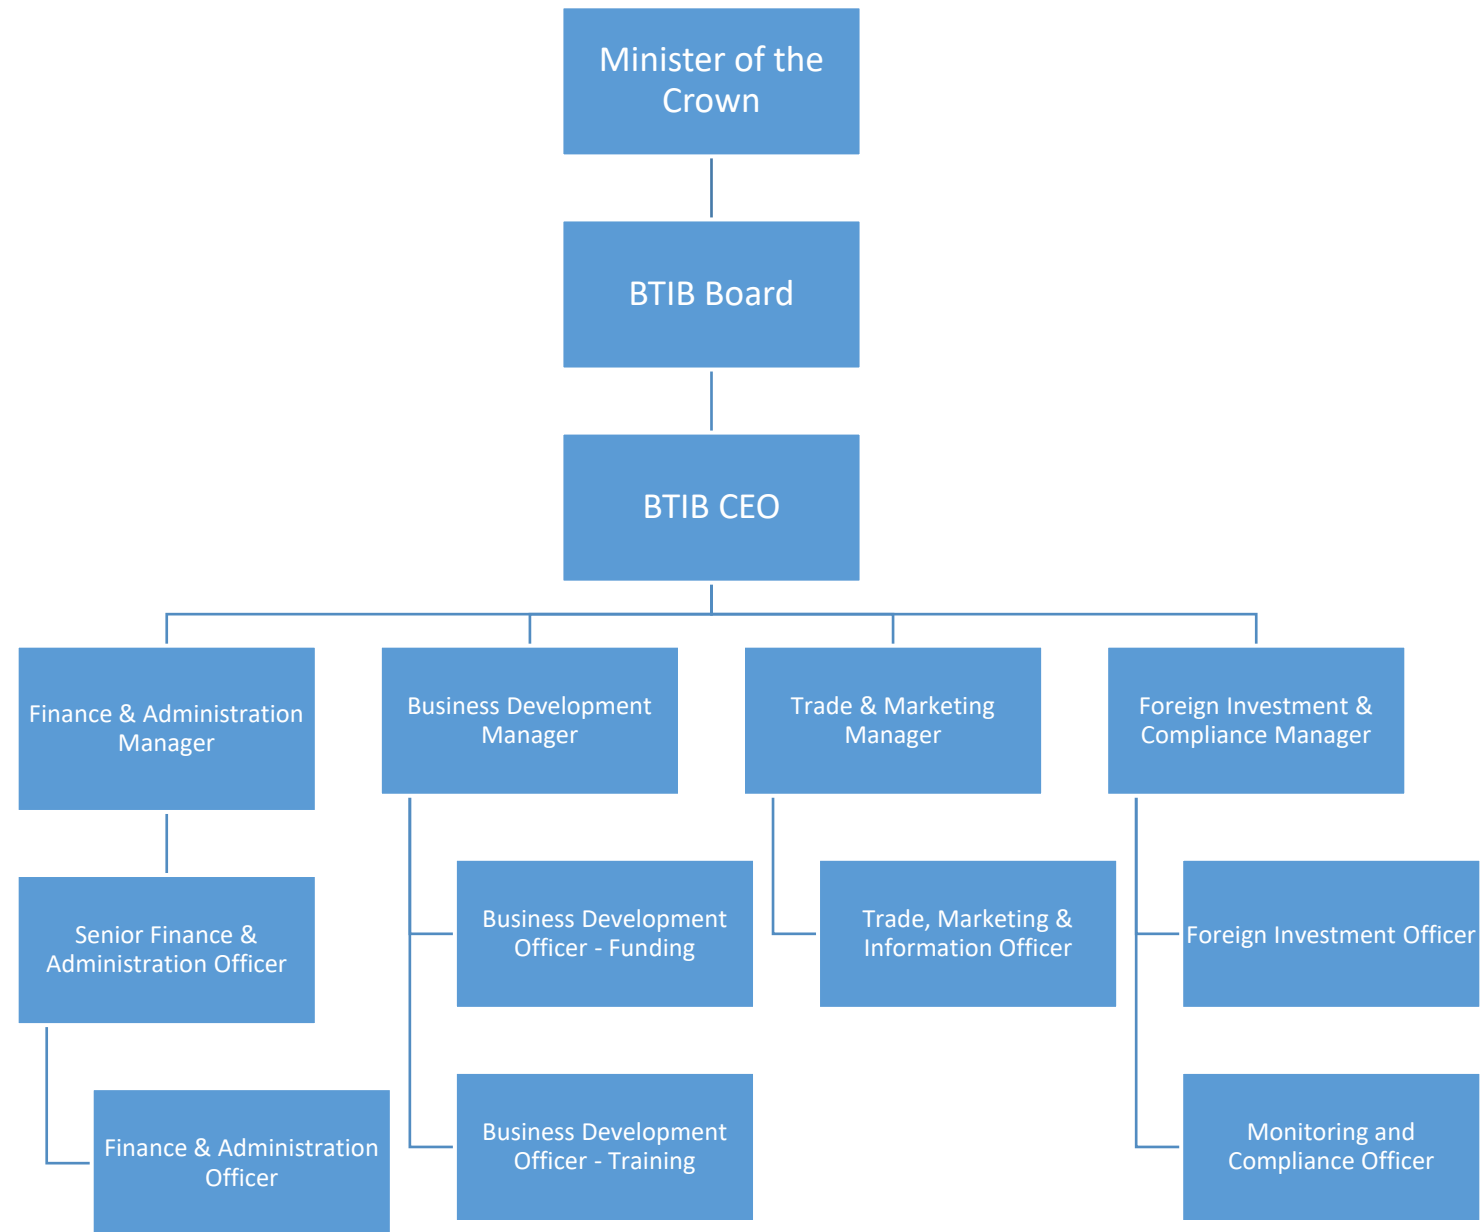 Minister of the
Crown
BTIB Board
BTIB CEO
Finance & Administration
Manager
Business Development
Manager
Trade & Marketing
Manager
Foreign Investment &
Compliance Manager
Senior Finance &
Administration Officer
Business Development
Officer - Funding
Trade, Marketing &
Information Officer
Foreign Investment Officer
Finance & Administration
Officer
Business Development
Officer - Training
Monitoring and
Compliance Officer